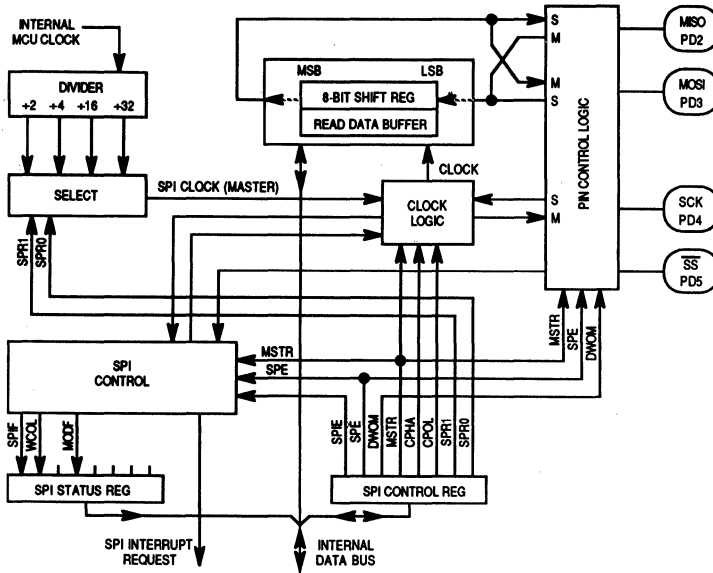 INTERNAL
MCU CLOCK
DIVIDER
÷2 ÷4 ÷16 ÷32
SELECT
SPI CLOCK (MASTER)
SPR1
SPR0
MSB LSB
8-BIT SHIFT REG
READ DATA BUFFER
CLOCK
CLOCK
LOGIC
S
M
M
S
S
M
PIN CONTROL LOGIC
MISO
PD2
MOSI
PD3
SCK
PD4
SS
PD5
MSTR
SPE
DWOM
SPI
CONTROL
MSTR
SPE
SPIF
WCOL
MODF
SPIE
SPE
DWOM
MSTR
CPHA
CPOL
SPR1
SPR0
SPI STATUS REG
SPI CONTROL REG
SPI INTERRUPT
REQUEST
INTERNAL
DATA BUS